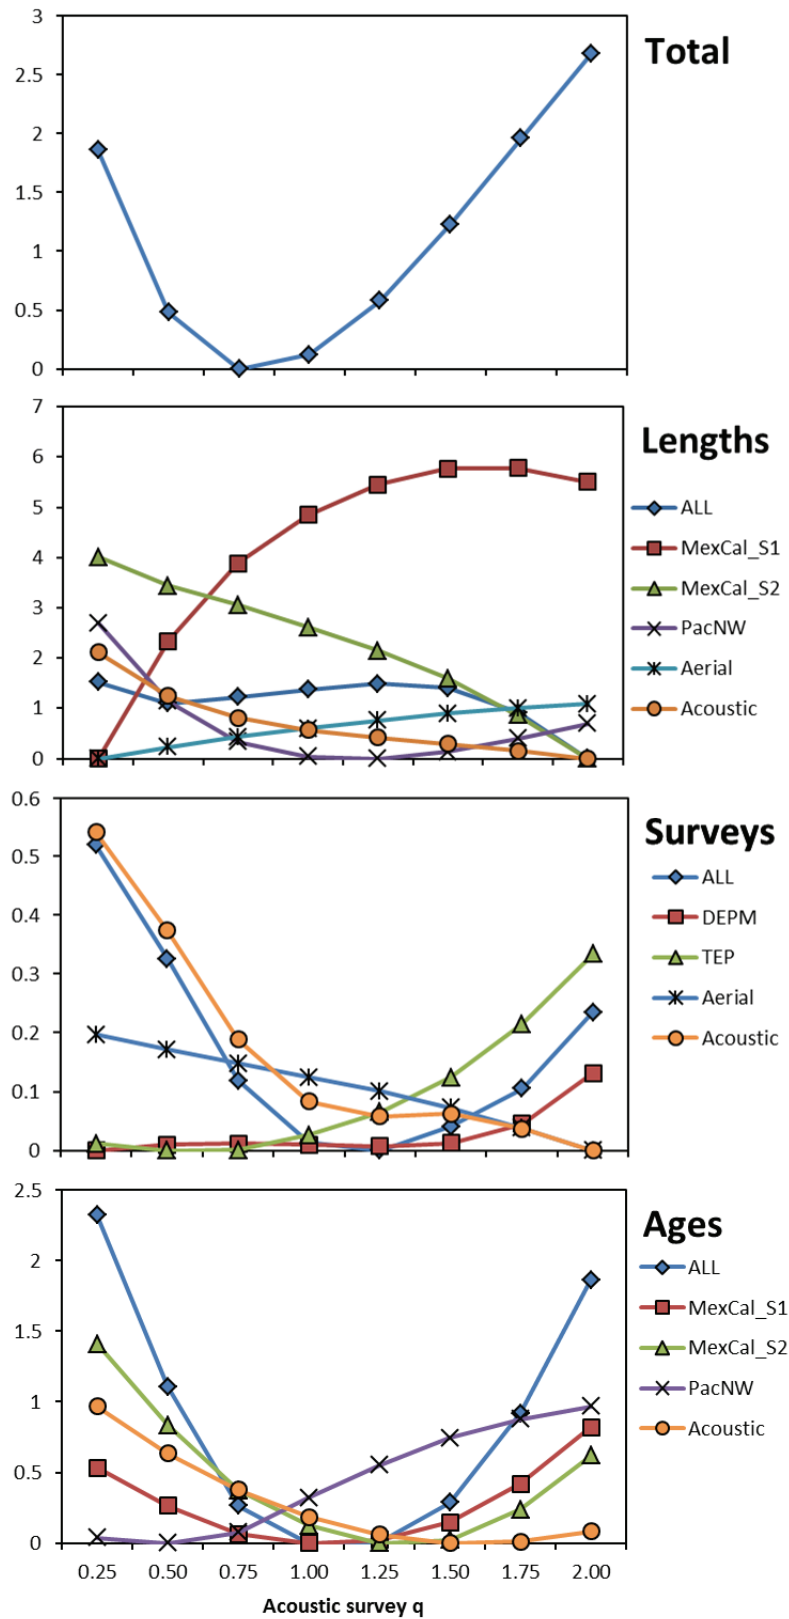 Total
3
2.5
2
1.5
1
0.5
0
Lengths
7
6
5
4
3
2
1
0
ALL
MexCal_S1
MexCal_S2
PacNW
Aerial
Acoustic
Surveys
0.6
0.5
0.4
0.3
0.2
0.1
0
ALL
DEPM
TEP
Aerial
Acoustic
Ages
2.5
2
1.5
1
0.5
0
ALL
MexCal_S1
MexCal_S2
PacNW
Acoustic
0.25 0.50 0.75 1.00 1.25 1.50 1.75 2.00
Acoustic survey q